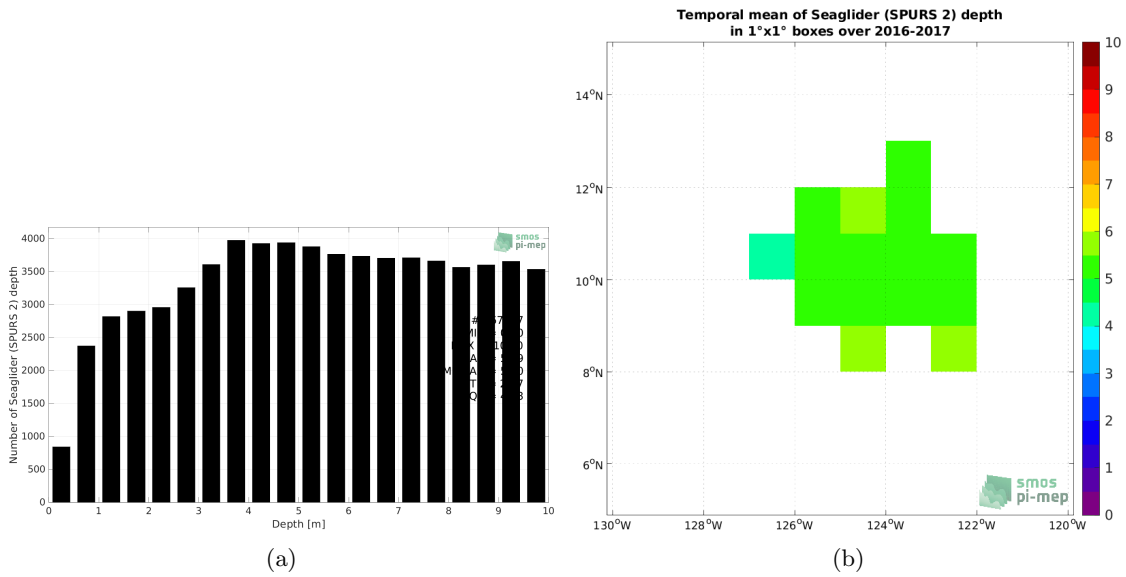 Temporal mean of Seaglider (SPURS 2) depth
in 1°x1° boxes over 2016-2017
Number of Seaglider (SPURS 2) depth
4000
3500
3000
2500
2000
1500
1000
500
0
0 1 2 3 4 5 6 7 8 9 10
Depth [m]
smos
pi-mep
(a)
14°N
12°N
10°N
8°N
6°N
130°W 128°W 126°W 124°W 122°W 120°W
10
9
8
7
6
5
4
3
2
1
0
smos
pi-mep
(b)